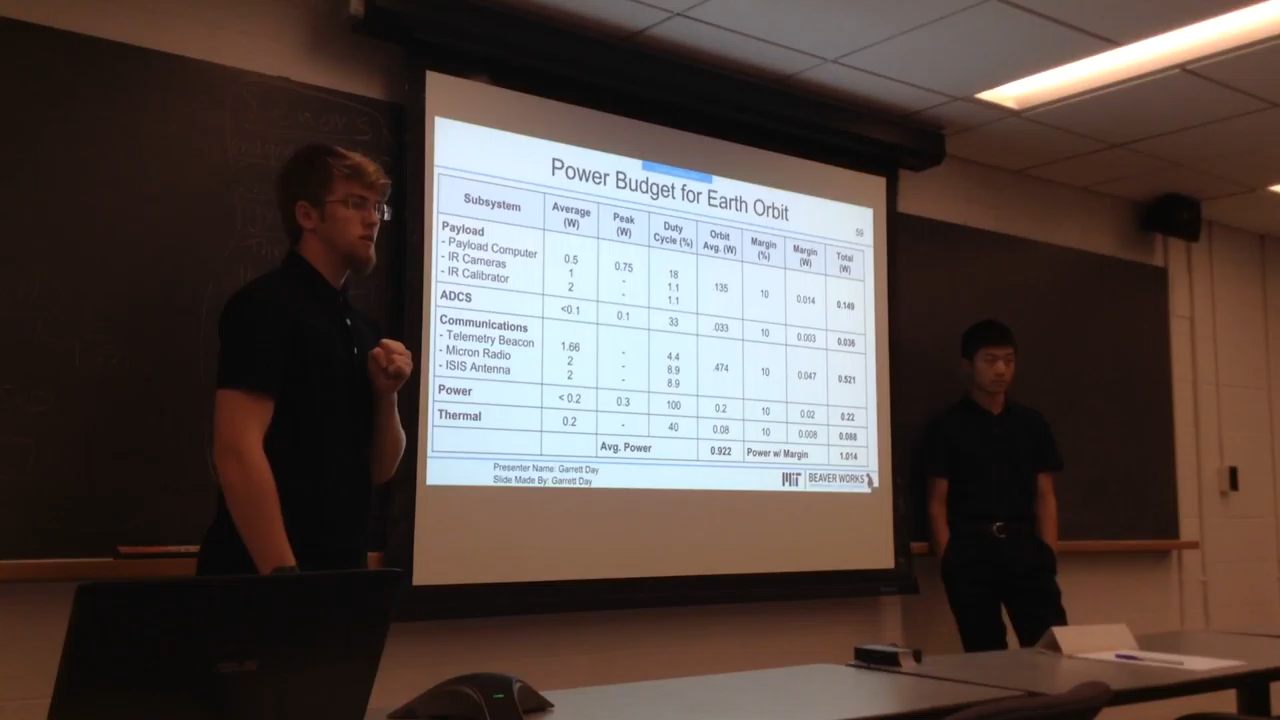 Power Budget for Earth Orbit
59
Subsystem Average (W) Peak (W) Duty Cycle (%) Orbit Avg. (W) Margin (%) Margin (W) Total (W)
Payload
- Payload Computer 0.5 0.75 18
- IR Cameras 1 - 1.1 .135 10 0.014 0.149
- IR Calibrator 2 - 1.1
ADCS <0.1 0.1 33 .033 10 0.003 0.036
Communications
- Telemetry Beacon 1.66 - 4.4
- Micron Radio 2 - 8.9 .474 10 0.047 0.521
- ISIS Antenna 2 - 8.9
Power < 0.2 0.3 100 0.2 10 0.02 0.22
Thermal 0.2 - 40 0.08 10 0.008 0.088
Avg. Power 0.922 Power w/ Margin 1.014
Presenter Name: Garrett Day
Slide Made By: Garrett Day
MIT BEAVER WORKS
ASUS